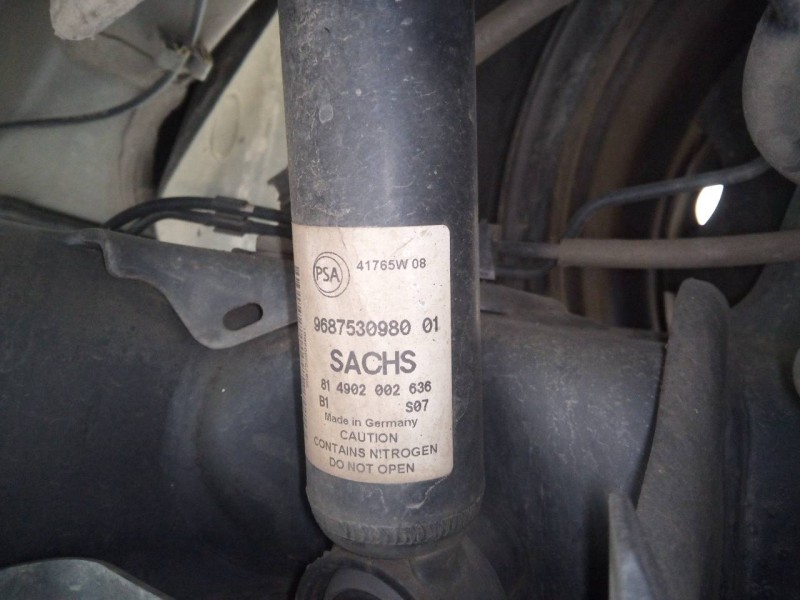 PSA 41765W 08
9687530980 01
SACHS
81 4902 002 636
B1 S07
Made in Germany
CAUTION
CONTAINS NITROGEN
DO NOT OPEN